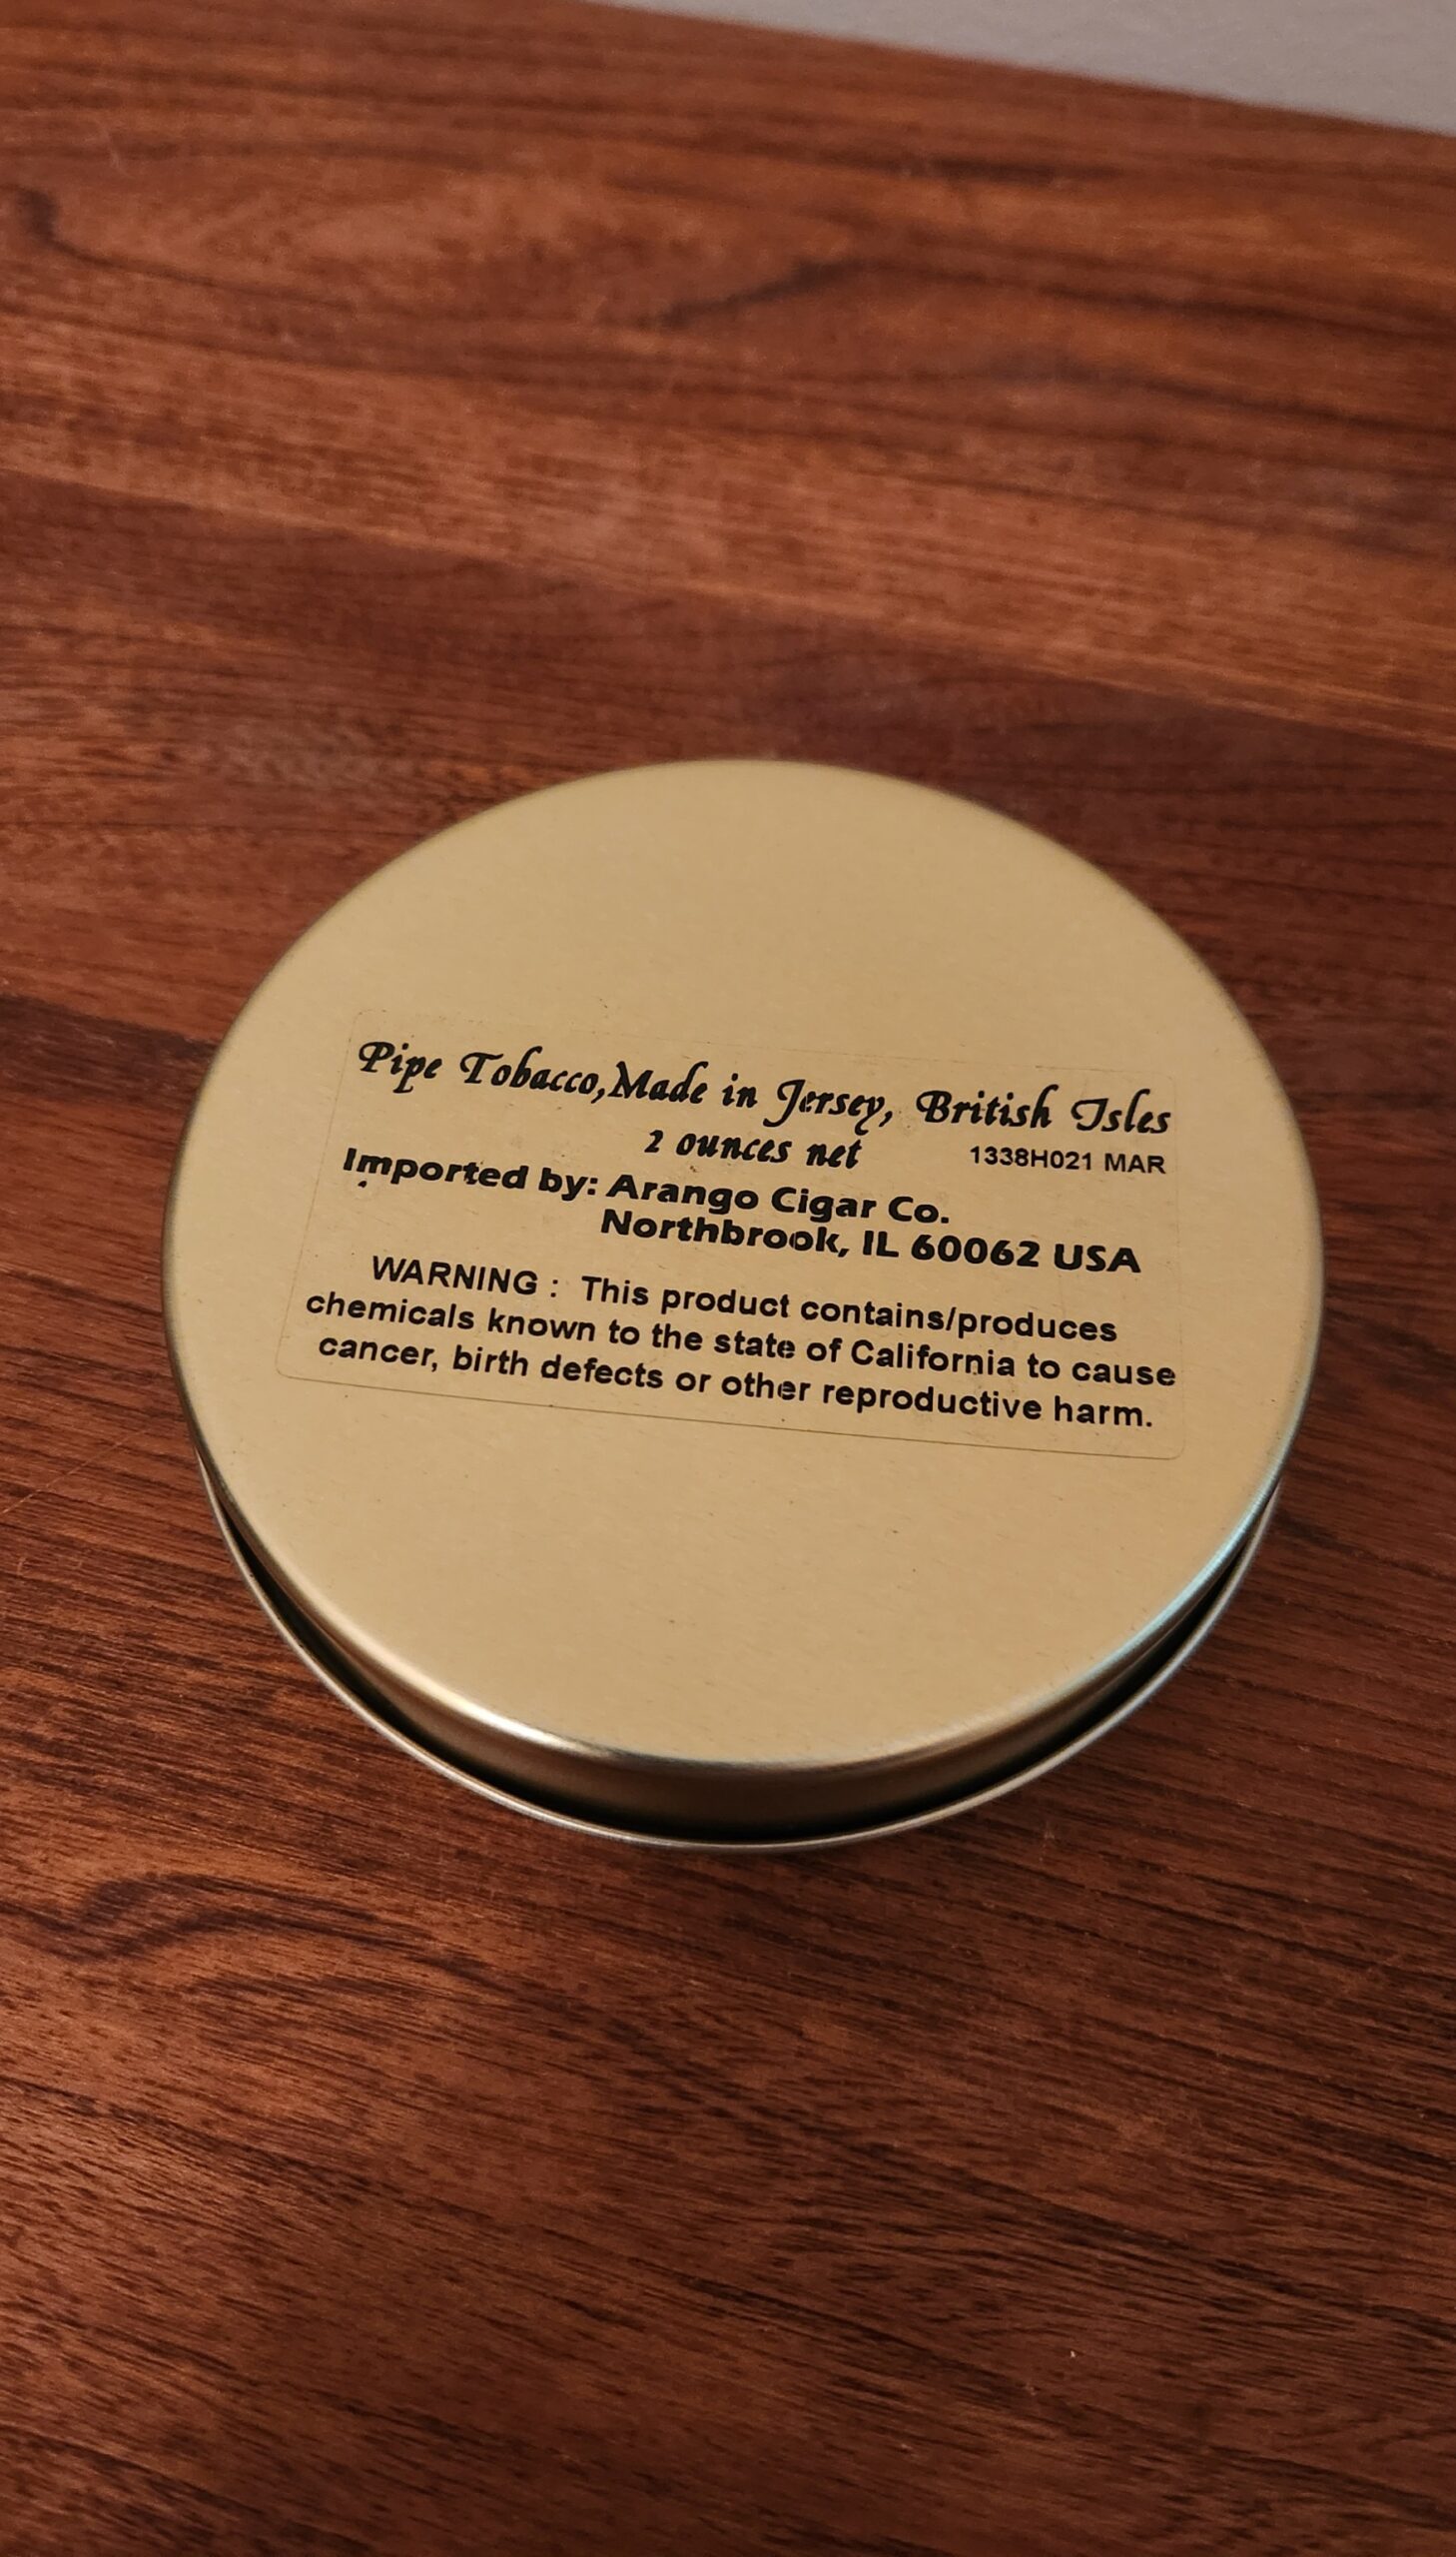 Pipe Tobacco,Made in Jersey, British Isles
2 ounces net 1338H021 MAR
Imported by: Arango Cigar Co.
Northbrook, IL 60062 USA
WARNING : This product contains/produces
chemicals known to the state of California to cause
cancer, birth defects or other reproductive harm.